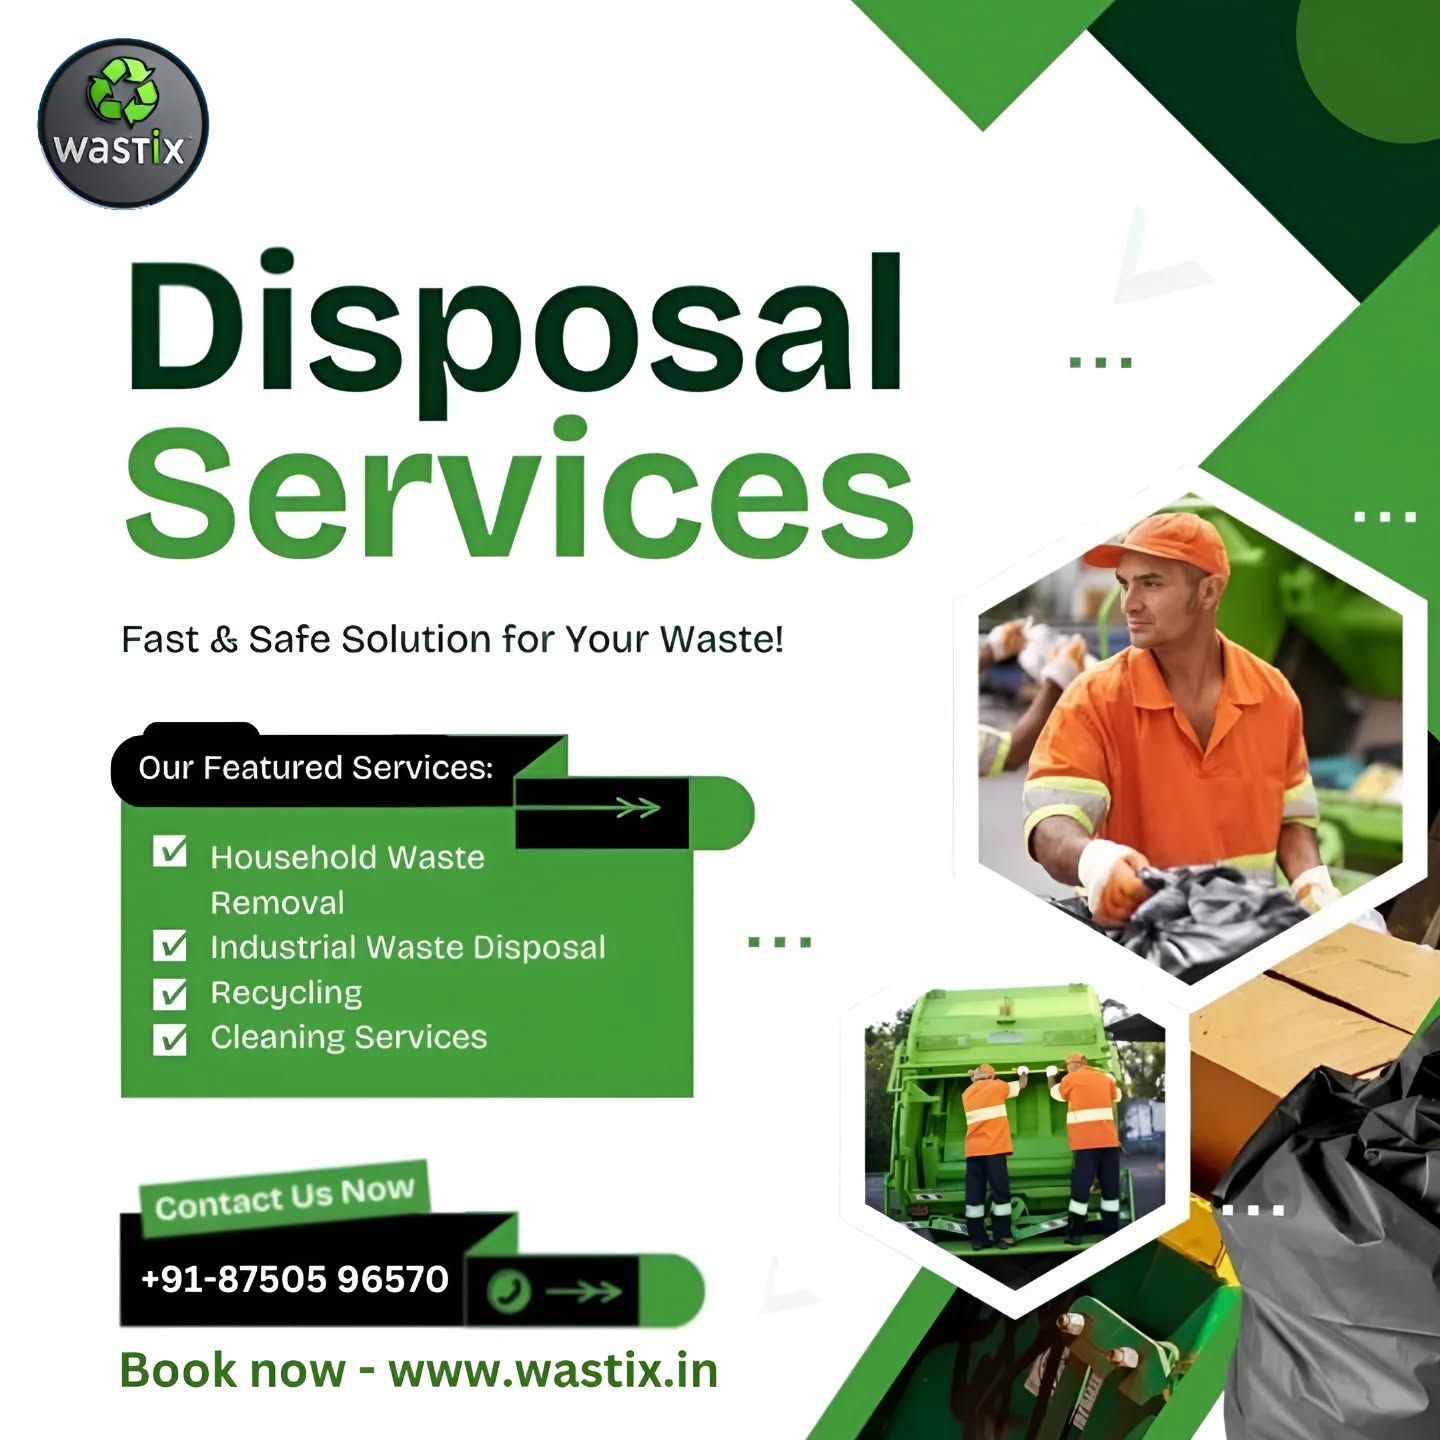 wastix
Disposal
Services
Fast & Safe Solution for Your Waste!
Our Featured Services:
Household Waste
Removal
Industrial Waste Disposal
Recycling
Cleaning Services
Contact Us Now
+91-87505 96570
Book now - www.wastix.in